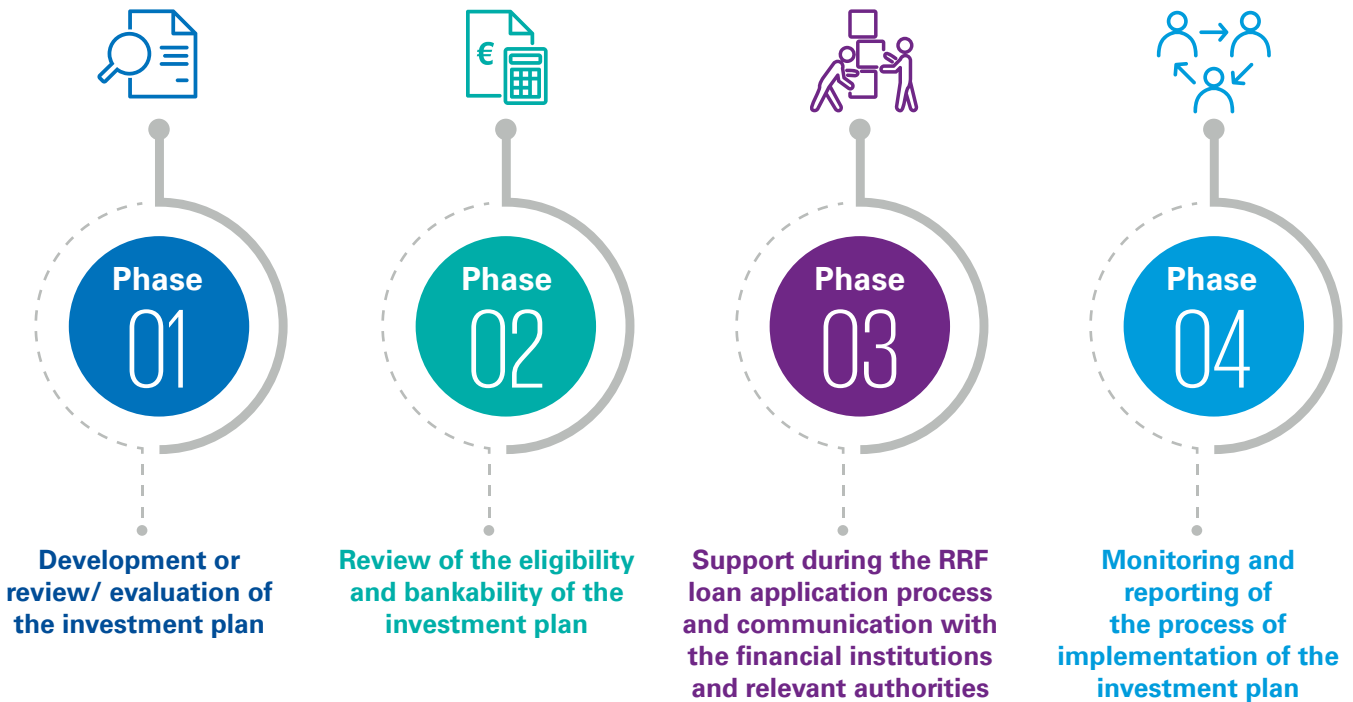 €
Phase
01
Phase
02
Phase
03
Phase
04
Development or
review/ evaluation of
the investment plan
Review of the eligibility
and bankability of the
investment plan
Support during the RRF
loan application process
and communication with
the financial institutions
and relevant authorities
Monitoring and
reporting of
the process of
implementation of the
investment plan